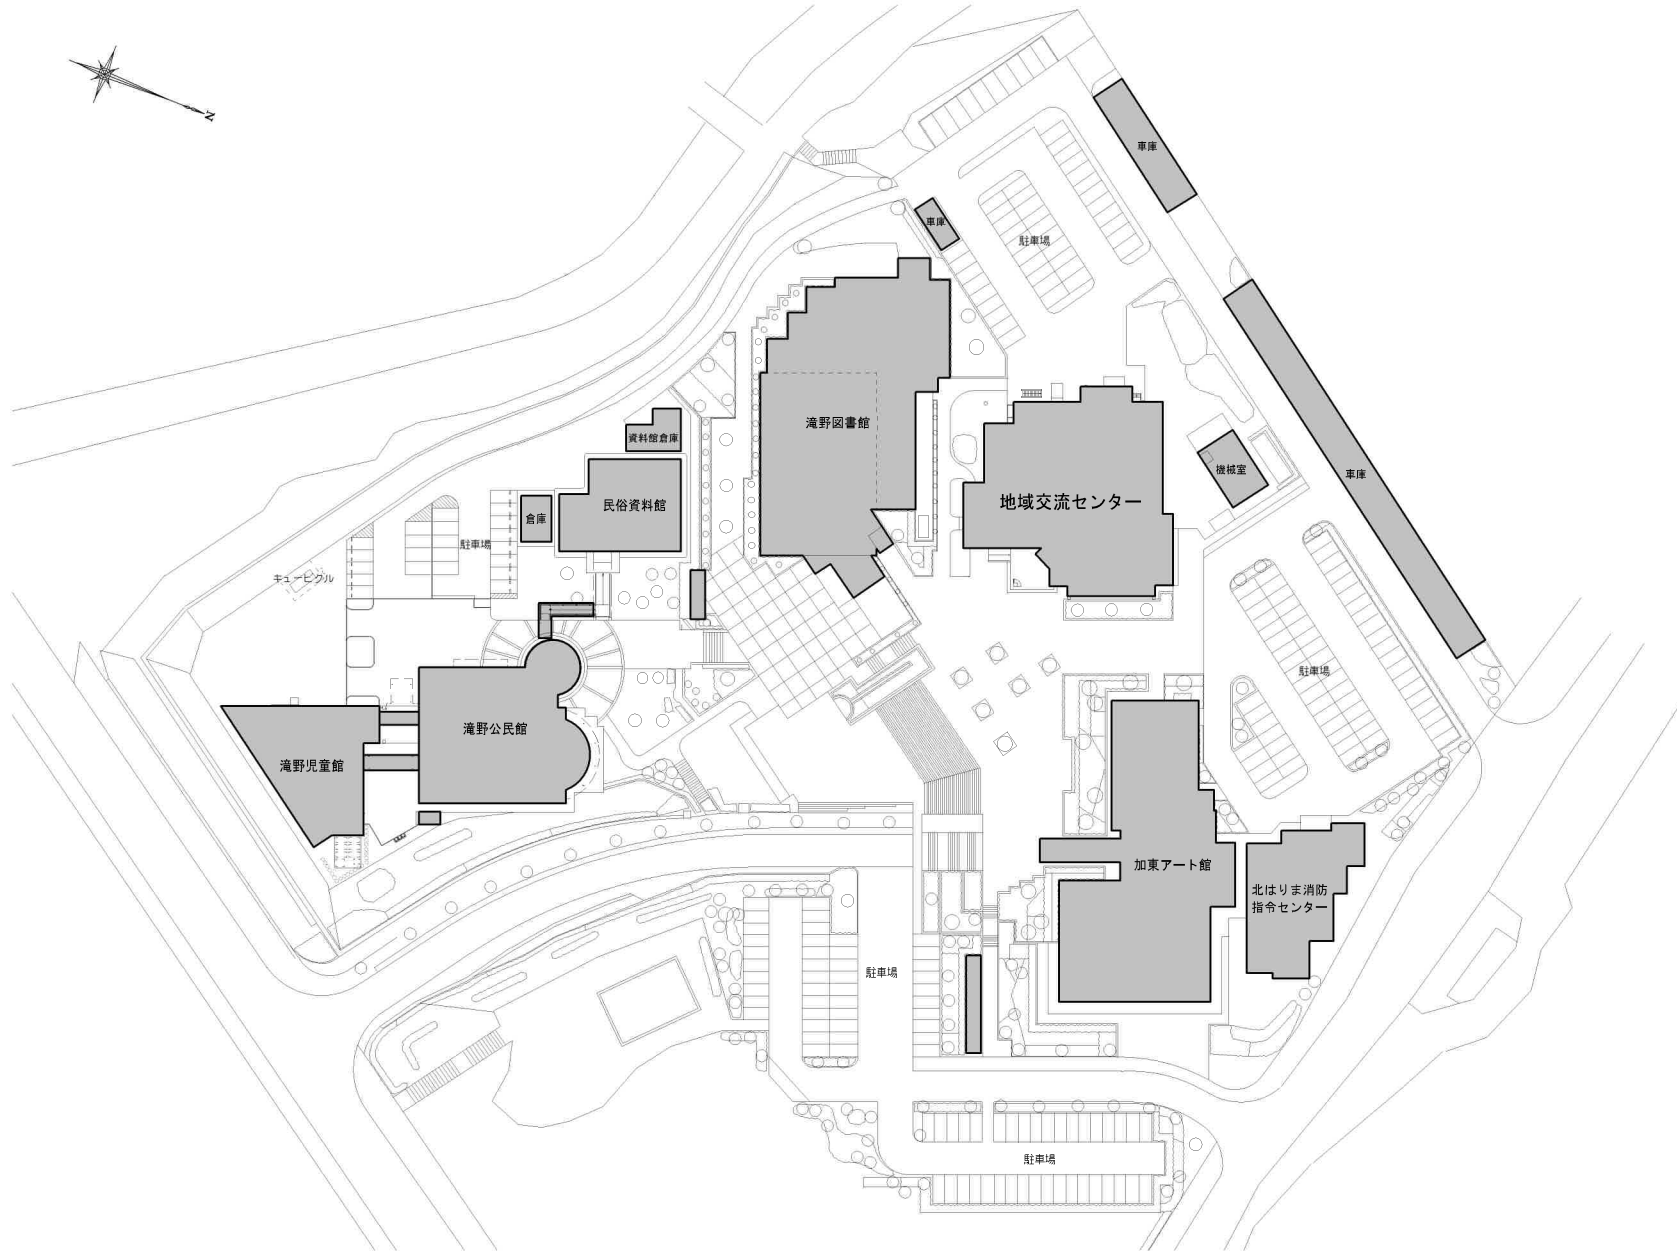 N
車庫
車庫
駐車場
滝野図書館
資料館倉庫
機械室
車庫
地域交流センター
民俗資料館
倉庫
駐車場
キュービクル
駐車場
滝野公民館
滝野児童館
加東アート館
北はりま消防
指令センター
駐車場
駐車場